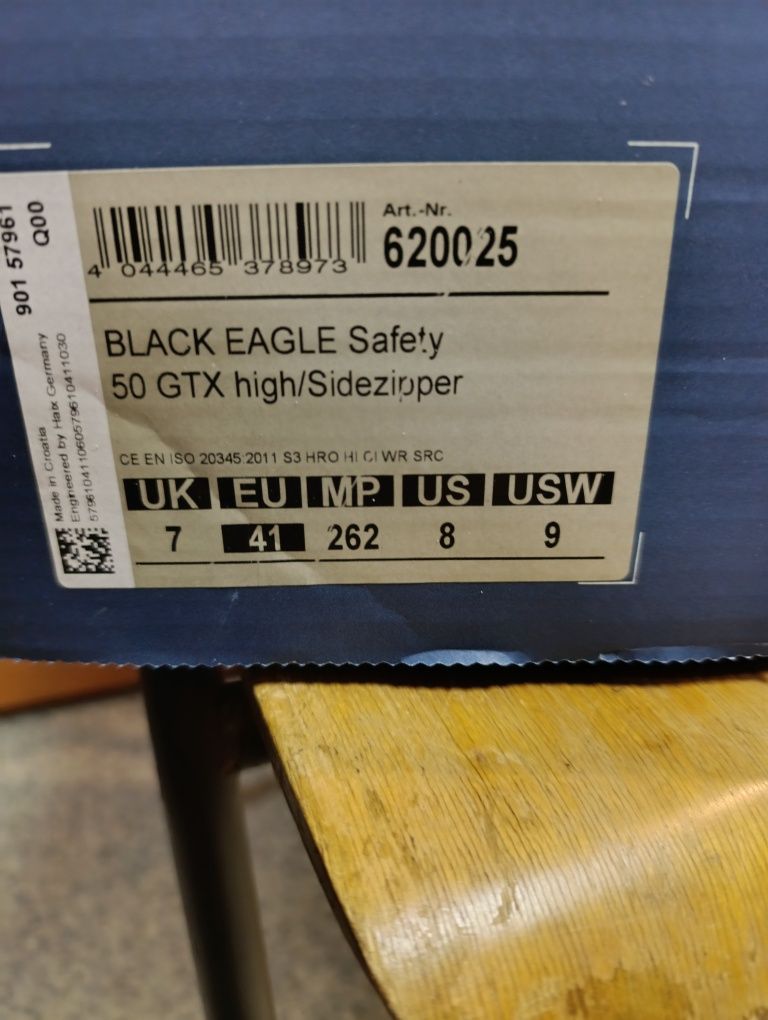 901 57961
Q00
Made in Croatia
Engineered by Haix Germany
579610411060579610411030
4 044465 378973
Art.-Nr.
620025
BLACK EAGLE Safety
50 GTX high/Sidezipper
CE EN ISO 20345:2011 S3 HRO HI CI WR SRC
UK EU MP US USW
7 41 262 8 9